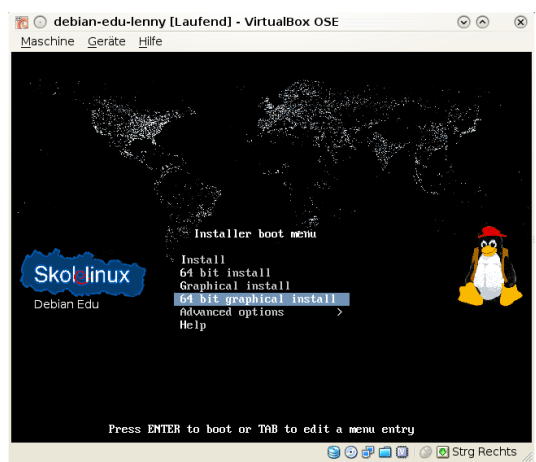 debian-edu-lenny [Laufend] - VirtualBox OSE
Maschine Geräte Hilfe
Installer boot menu
Install
64 bit install
Graphical install
64 bit graphical install
Advanced options >
Help
Skolelinux
Debian Edu
Press ENTER to boot or TAB to edit a menu entry
Strg Rechts